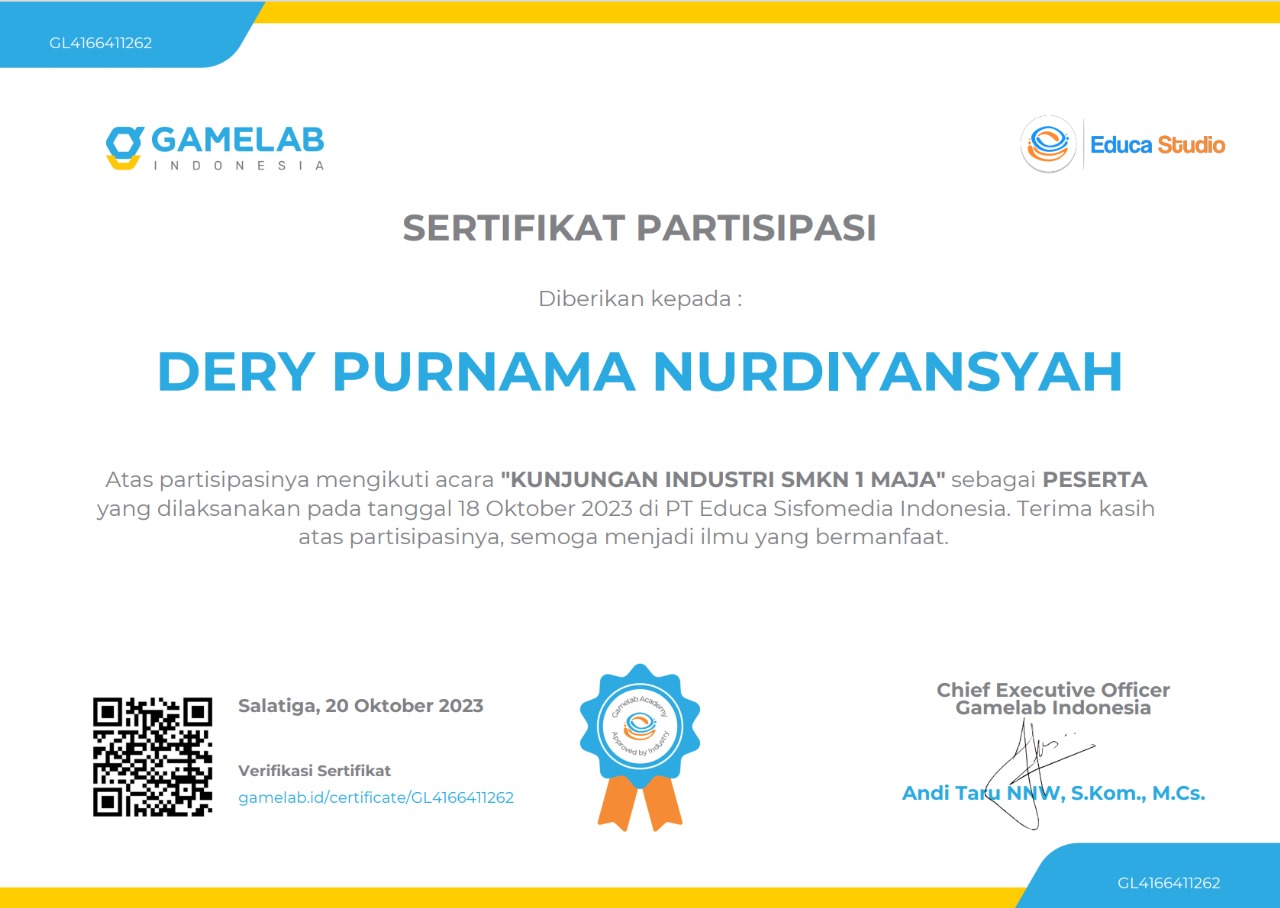 GL4166411262
GAMELAB
INDONESIA
Educa Studio
SERTIFIKAT PARTISIPASI
Diberikan kepada :
DERY PURNAMA NURDIYANSYAH
Atas partisipasinya mengikuti acara "KUNJUNGAN INDUSTRI SMKN 1 MAJA" sebagai PESERTA
yang dilaksanakan pada tanggal 18 Oktober 2023 di PT Educa Sisfomedia Indonesia. Terima kasih
atas partisipasinya, semoga menjadi ilmu yang bermanfaat.
Salatiga, 20 Oktober 2023
Verifikasi Sertifikat
gamelab.id/certificate/GL4166411262
Gamelab Academy
Approved by Industry
Chief Executive Officer
Gamelab Indonesia
Andi Taru NNW, S.Kom., M.Cs.
GL4166411262